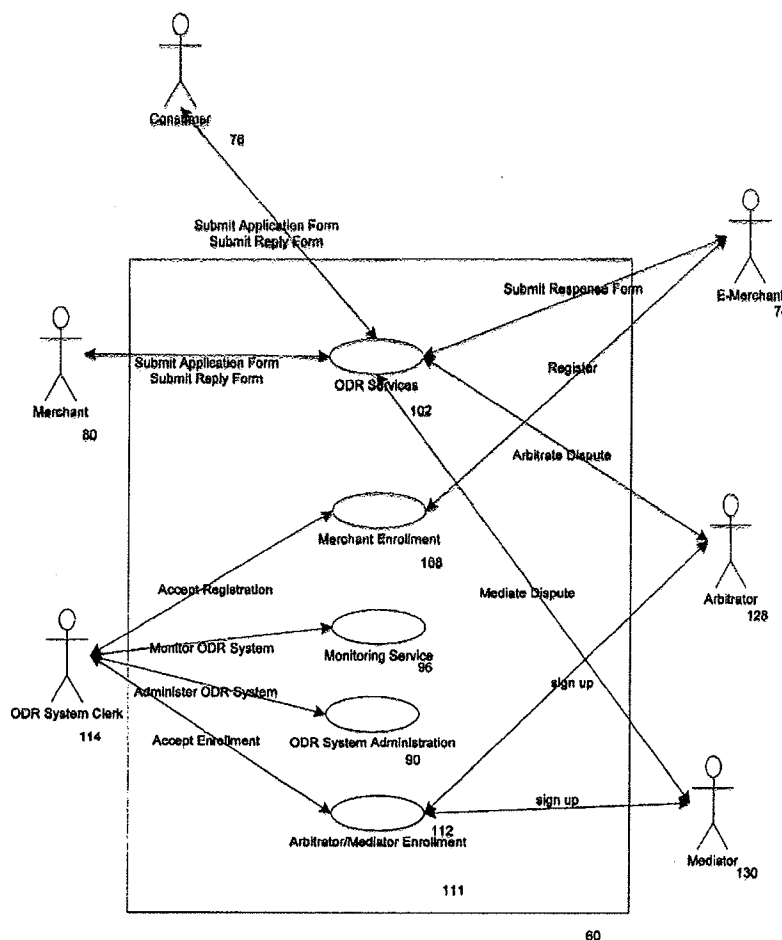 Consumer
76
Submit Application Form
Submit Reply Form
Submit Response Form
E-Merchant
Submit Application Form
Submit Reply Form
Merchant
80
ODR Services
102
Register
Arbitrate Dispute
Merchant Enrollment
108
Arbitrator
128
Accept Registration
Mediate Dispute
Monitor ODR System
Monitoring Service
96
ODR System Clerk
114
Administer ODR System
sign up
Accept Enrollment
ODR System Administration
90
sign up
Arbitrator/Mediator Enrollment
112
Mediator
130
111
60